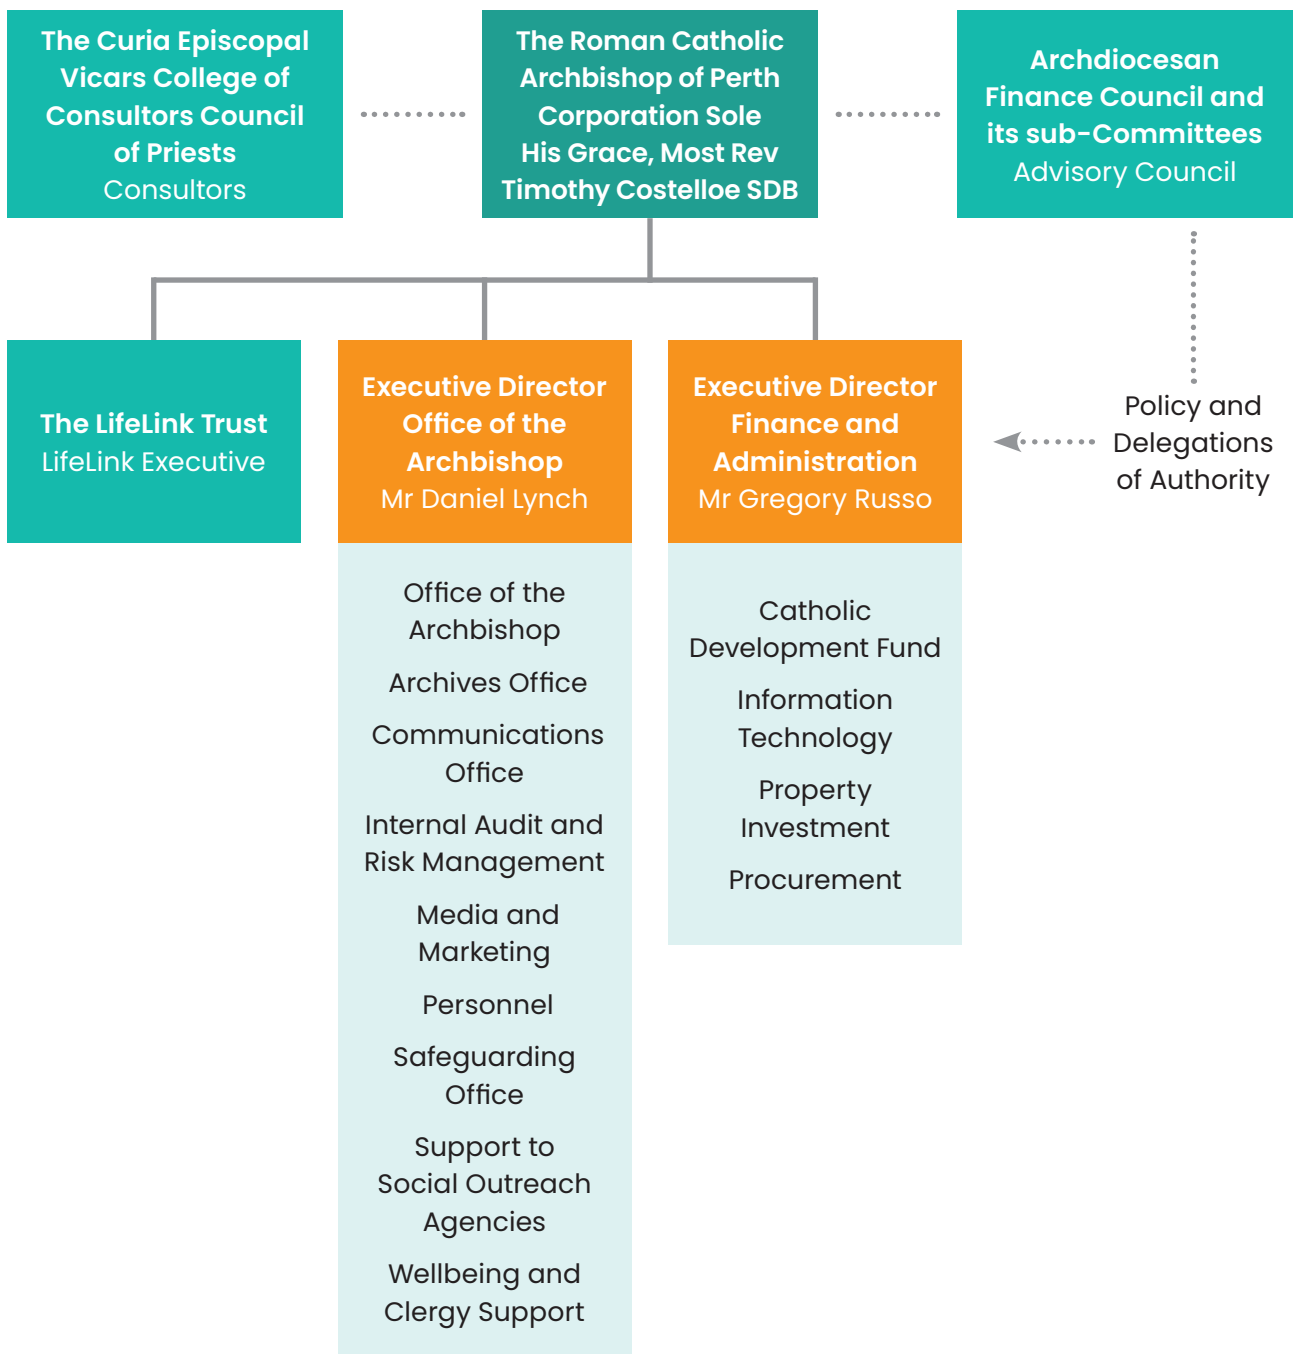 The Curia Episcopal
Vicars College of
Consultors Council
of Priests
Consultors
The Roman Catholic
Archbishop of Perth
Corporation Sole
His Grace, Most Rev
Timothy Costelloe SDB
Archdiocesan
Finance Council and
its sub-Committees
Advisory Council
The LifeLink Trust
LifeLink Executive
Executive Director
Office of the
Archbishop
Mr Daniel Lynch
Executive Director
Finance and
Administration
Mr Gregory Russo
Policy and
Delegations
of Authority
Office of the
Archbishop
Archives Office
Communications
Office
Internal Audit and
Risk Management
Media and
Marketing
Personnel
Safeguarding
Office
Support to
Social Outreach
Agencies
Wellbeing and
Clergy Support
Catholic
Development Fund
Information
Technology
Property
Investment
Procurement